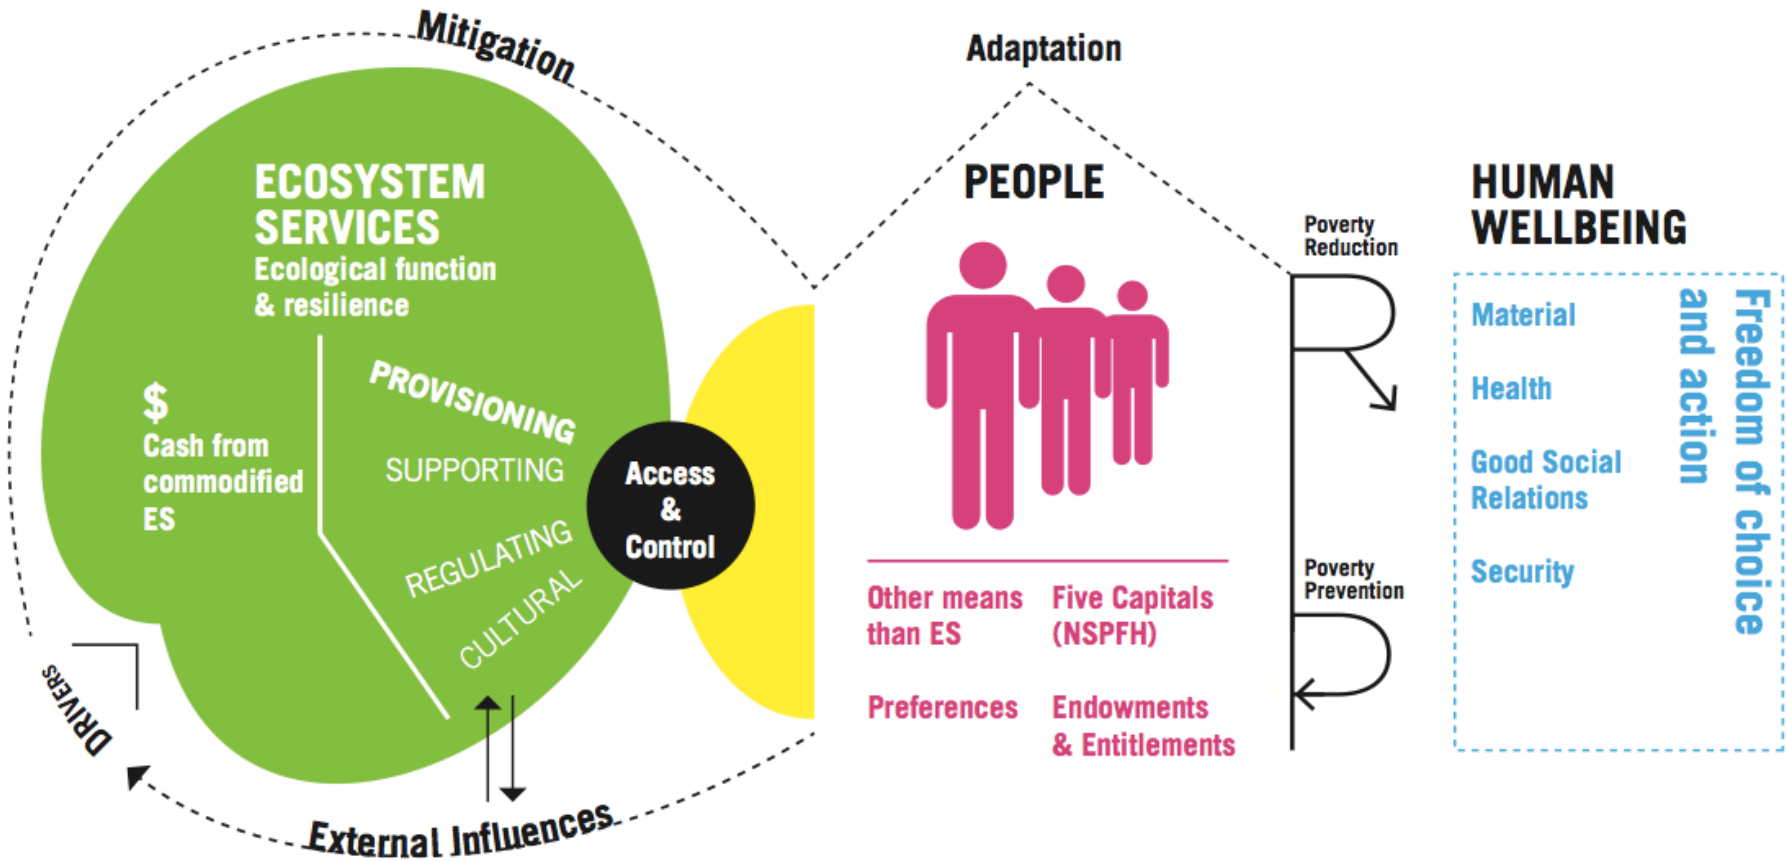 Mitigation
Adaptation
ECOSYSTEM
SERVICES
Ecological function
& resilience
$
Cash from
commodified
ES
PROVISIONING
SUPPORTING
REGULATING
CULTURAL
Access
&
Control
DRIVERS
External Influences
PEOPLE
Other means
than ES
Five Capitals
(NSPFH)
Preferences
Endowments
& Entitlements
Poverty
Reduction
Poverty
Prevention
HUMAN
WELLBEING
Material
Health
Good Social
Relations
Security
Freedom of choice
and action